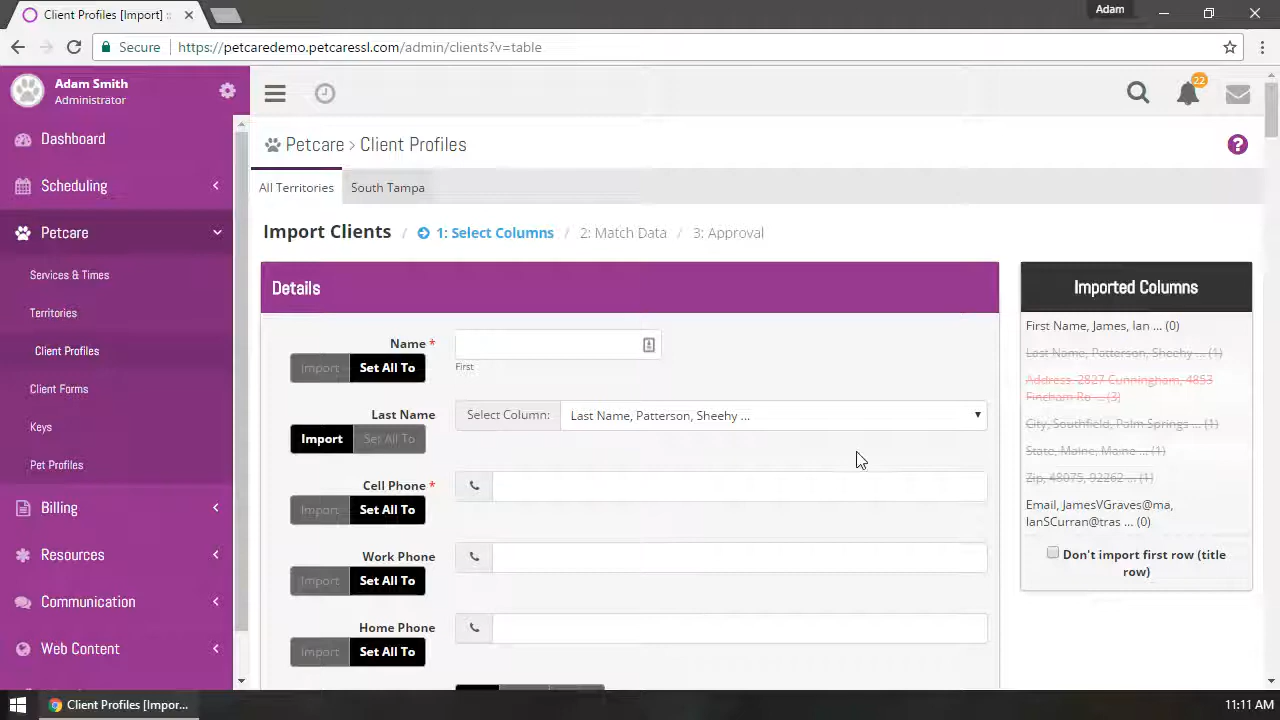 Client Profiles [Import] ::
Adam
Secure
https://petcaredemo.petcaressl.com/admin/clients?v=table
Adam Smith
Administrator
22
Dashboard
Scheduling
Petcare
Services & Times
Territories
Client Profiles
Client Forms
Keys
Pet Profiles
Billing
Resources
Communication
Web Content
Petcare > Client Profiles
?
All Territories
South Tampa
Import Clients / 1: Select Columns / 2: Match Data / 3: Approval
Details
Name *
Import Set All To
First
Last Name
Import Set All To
Select Column: Last Name, Patterson, Sheehy ...
Cell Phone *
Import Set All To
Work Phone
Import Set All To
Home Phone
Import Set All To
Imported Columns
First Name, James, Ian ... (0)
Last Name, Patterson, Sheehy ... (1)
Address, 2827 Cunningham, 4853
Fincham Ro ... (3)
City, Southfield, Palm Springs ... (1)
State, Maine, Maine ... (1)
Zip, 48075, 92262 ... (1)
Email, JamesVGraves@ma,
IanSCurran@tras ... (0)
Don't import first row (title
row)
Client Profiles [Impor...
11:11 AM